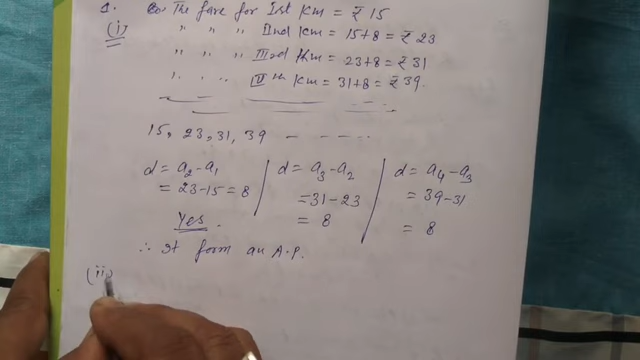 1. So. The fare for Ist km = ₹ 15
(i) " " " IInd km = 15+8 = ₹ 23
" " " IIIrd km = 23+8 = ₹ 31
" " " IV th km = 31+8 = ₹ 39.
15, 23, 31, 39 - - - - - -
d = a₂-a₁ d = a₃-a₂ d = a₄-a₃
= 23-15 = 8 = 31-23 = 39-31
Yes. = 8 = 8
∴ It form an A.P.
(ii)